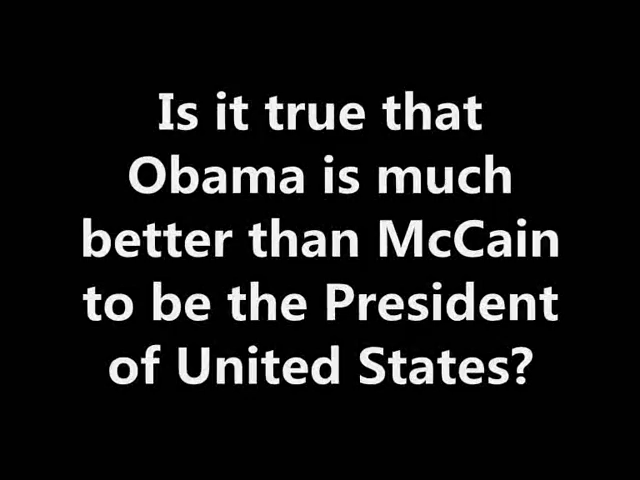 Is it true that
Obama is much
better than McCain
to be the President
of United States?